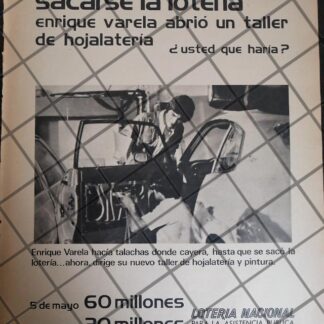 sacarse la lotería
enrique varela abrió un taller
de hojalatería
¿usted que haría?
Enrique Varela hacía talachas donde cayera, hasta que se sacó la
lotería...ahora, dirige su nuevo taller de hojalatería y pintura.
5 de mayo 60 millones
LOTERIA NACIONAL
PARA LA ASISTENCIA PUBLICA
20 millones